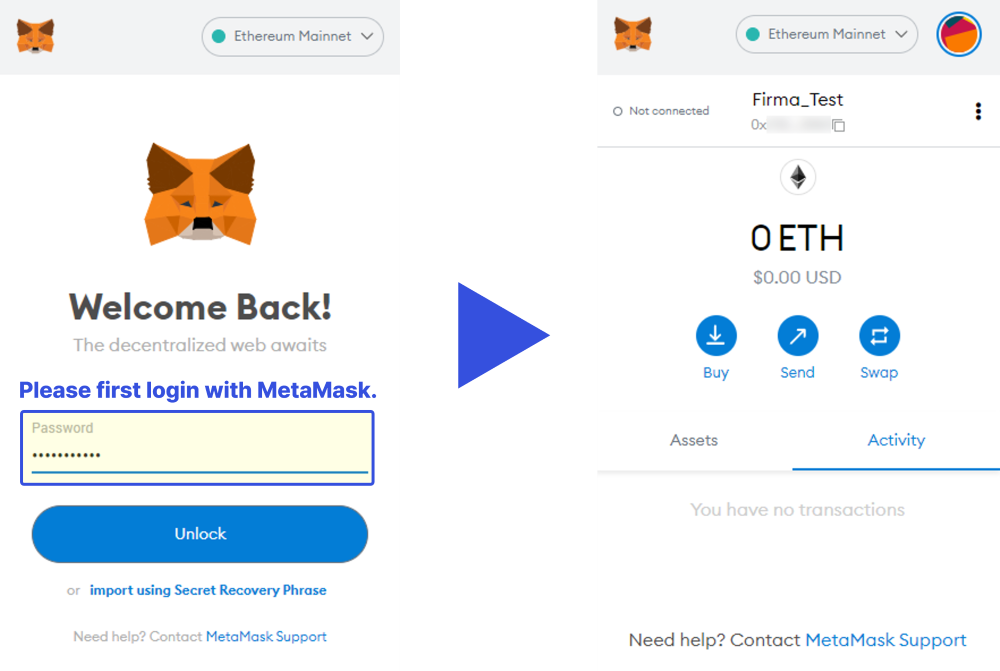 Ethereum Mainnet
Welcome Back!
The decentralized web awaits
Please first login with MetaMask.
Password
•••••••••••
Unlock
or import using Secret Recovery Phrase
Need help? Contact MetaMask Support
Ethereum Mainnet
Not connected
Firma_Test
0x
0 ETH
$0.00 USD
Buy Send Swap
Assets Activity
You have no transactions
Need help? Contact MetaMask Support